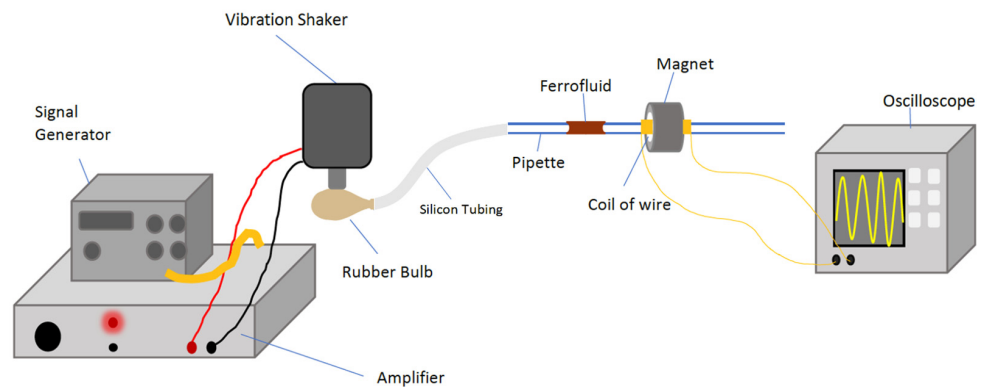 Vibration Shaker
Magnet
Ferrofluid
Oscilloscope
Signal
Generator
Pipette
Silicon Tubing
Coil of wire
Rubber Bulb
Amplifier